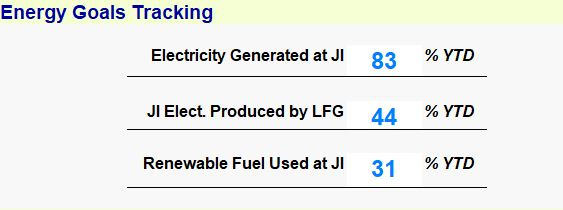 Energy Goals Tracking
Electricity Generated at JI 83 % YTD
JI Elect. Produced by LFG 44 % YTD
Renewable Fuel Used at JI 31 % YTD